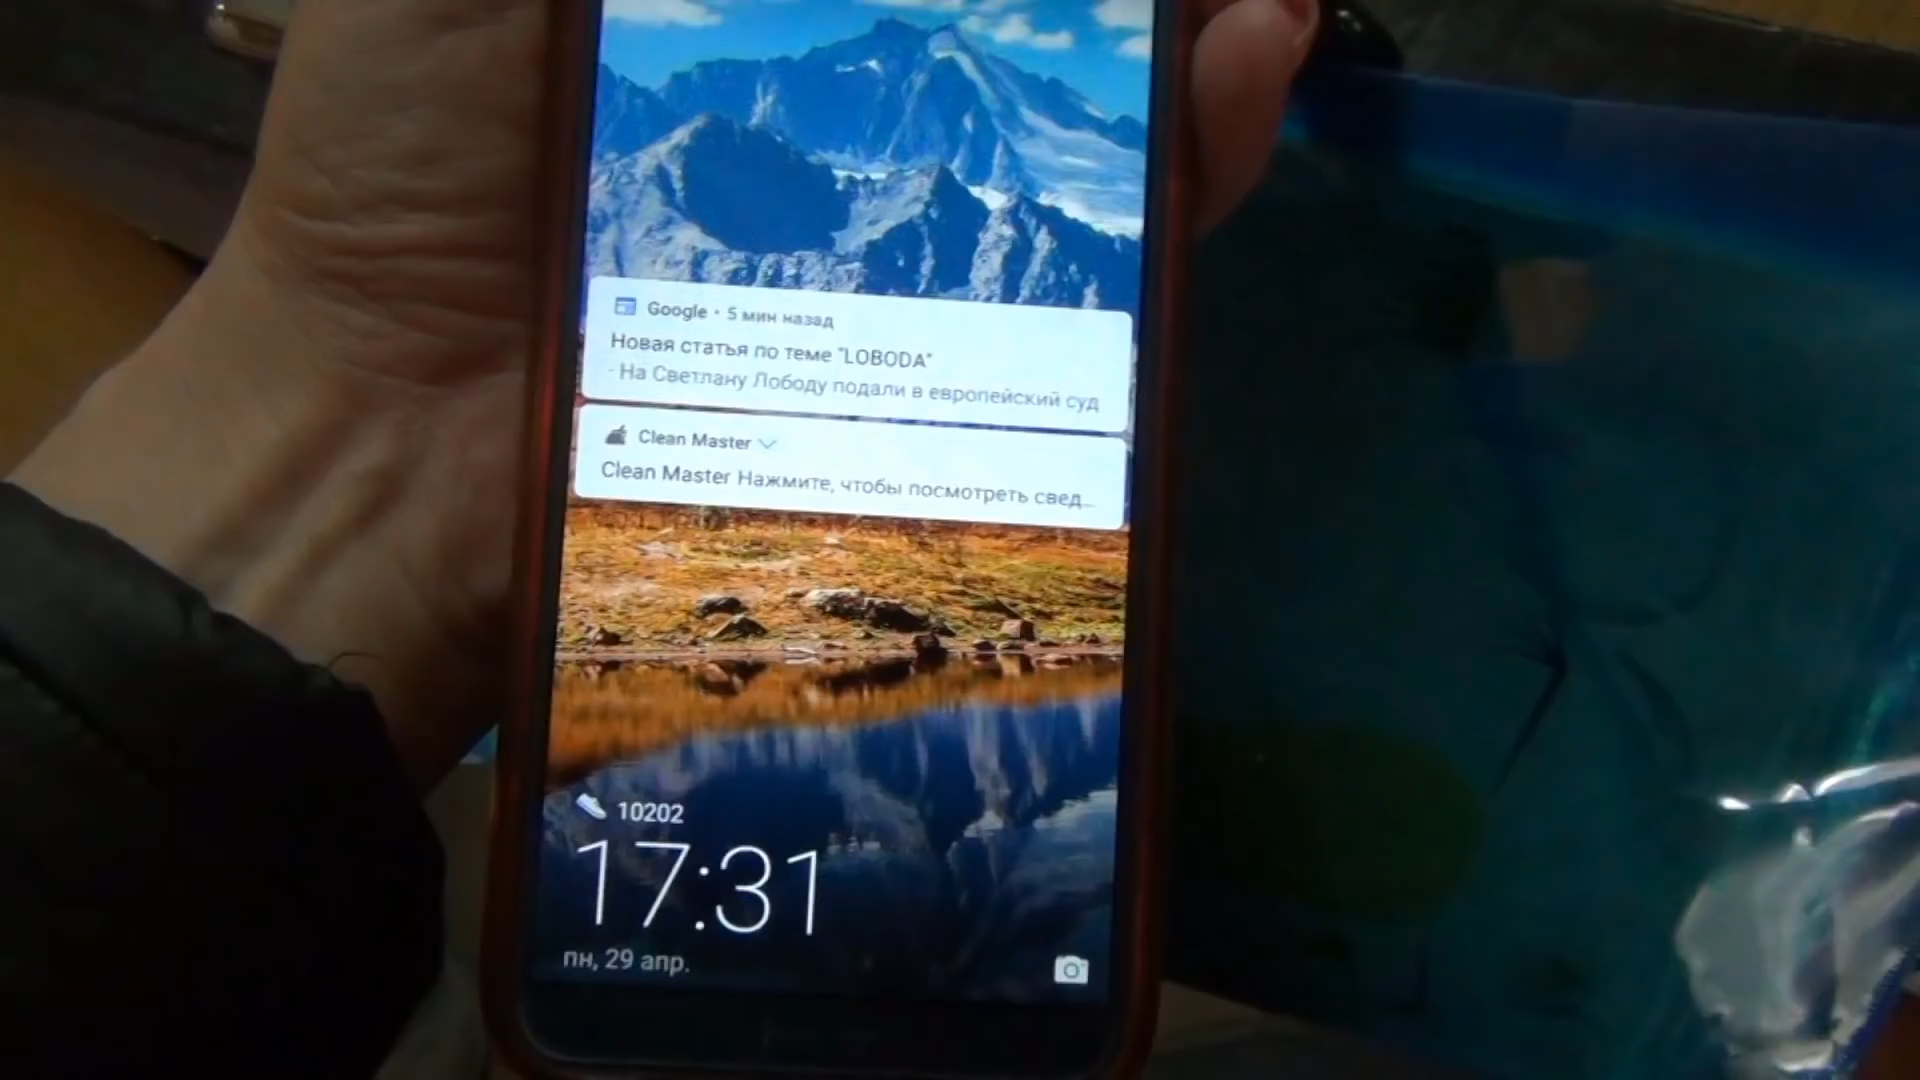 Google • 5 мин назад
Новая статья по теме "LOBODA"
- На Светлану Лободу подали в европейский суд
Clean Master
Clean Master Нажмите, чтобы посмотреть свед...
10202
17:31
пн, 29 апр.